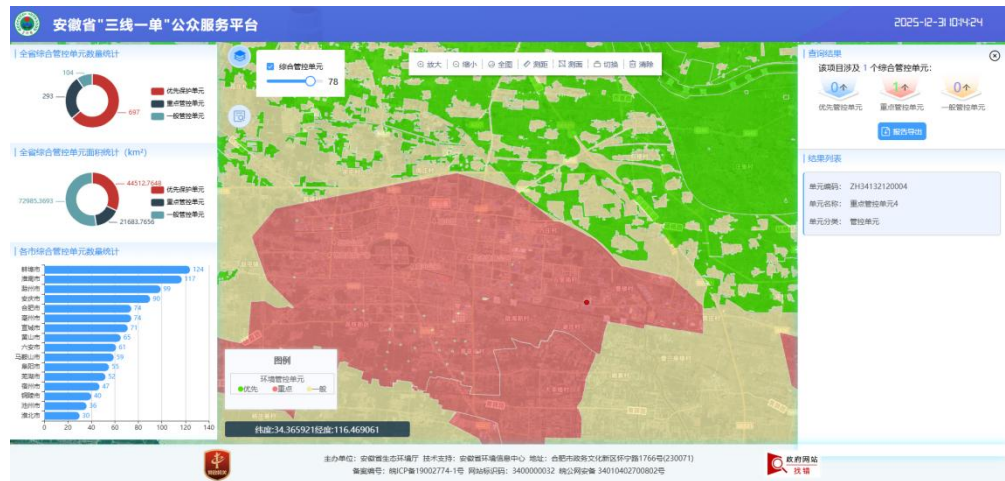 安徽省"三线一单"公众服务平台
2025-12-31 10:14:24
全省综合管控单元数量统计
104
293
697
优先保护单元
重点管控单元
一般管控单元
全省综合管控单元面积统计（km²）
44512.7648
72985.3693
21683.7656
优先保护单元
重点管控单元
一般管控单元
各市综合管控单元数量统计
蚌埠市 124
淮南市 117
滁州市 99
安庆市 90
合肥市 74
亳州市 74
宣城市 71
黄山市 65
六安市 61
马鞍山市 59
阜阳市 55
芜湖市 52
宿州市 47
铜陵市 40
池州市 36
淮北市 30
0 20 40 60 80 100 120 140
综合管控单元
78
放大 缩小 全图 测距 测面 切换 清除
图例
环境管控单元
优先 重点 一般
纬度:34.365921经度:116.469061
查询结果
该项目涉及 1 个综合管控单元:
0个 1个 0个
优先管控单元 重点管控单元 一般管控单元
报告导出
结果列表
单元编码： ZH34132120004
单元名称： 重点管控单元4
单元分类： 管控单元
主办单位：安徽省生态环境厅 技术支持：安徽省环境信息中心 地址：合肥市政务文化新区怀宁路1766号(230071)
备案编号：皖ICP备19002774-1号 网站标识码：3400000032 皖公网安备 34010402700802号
政府网站
找错